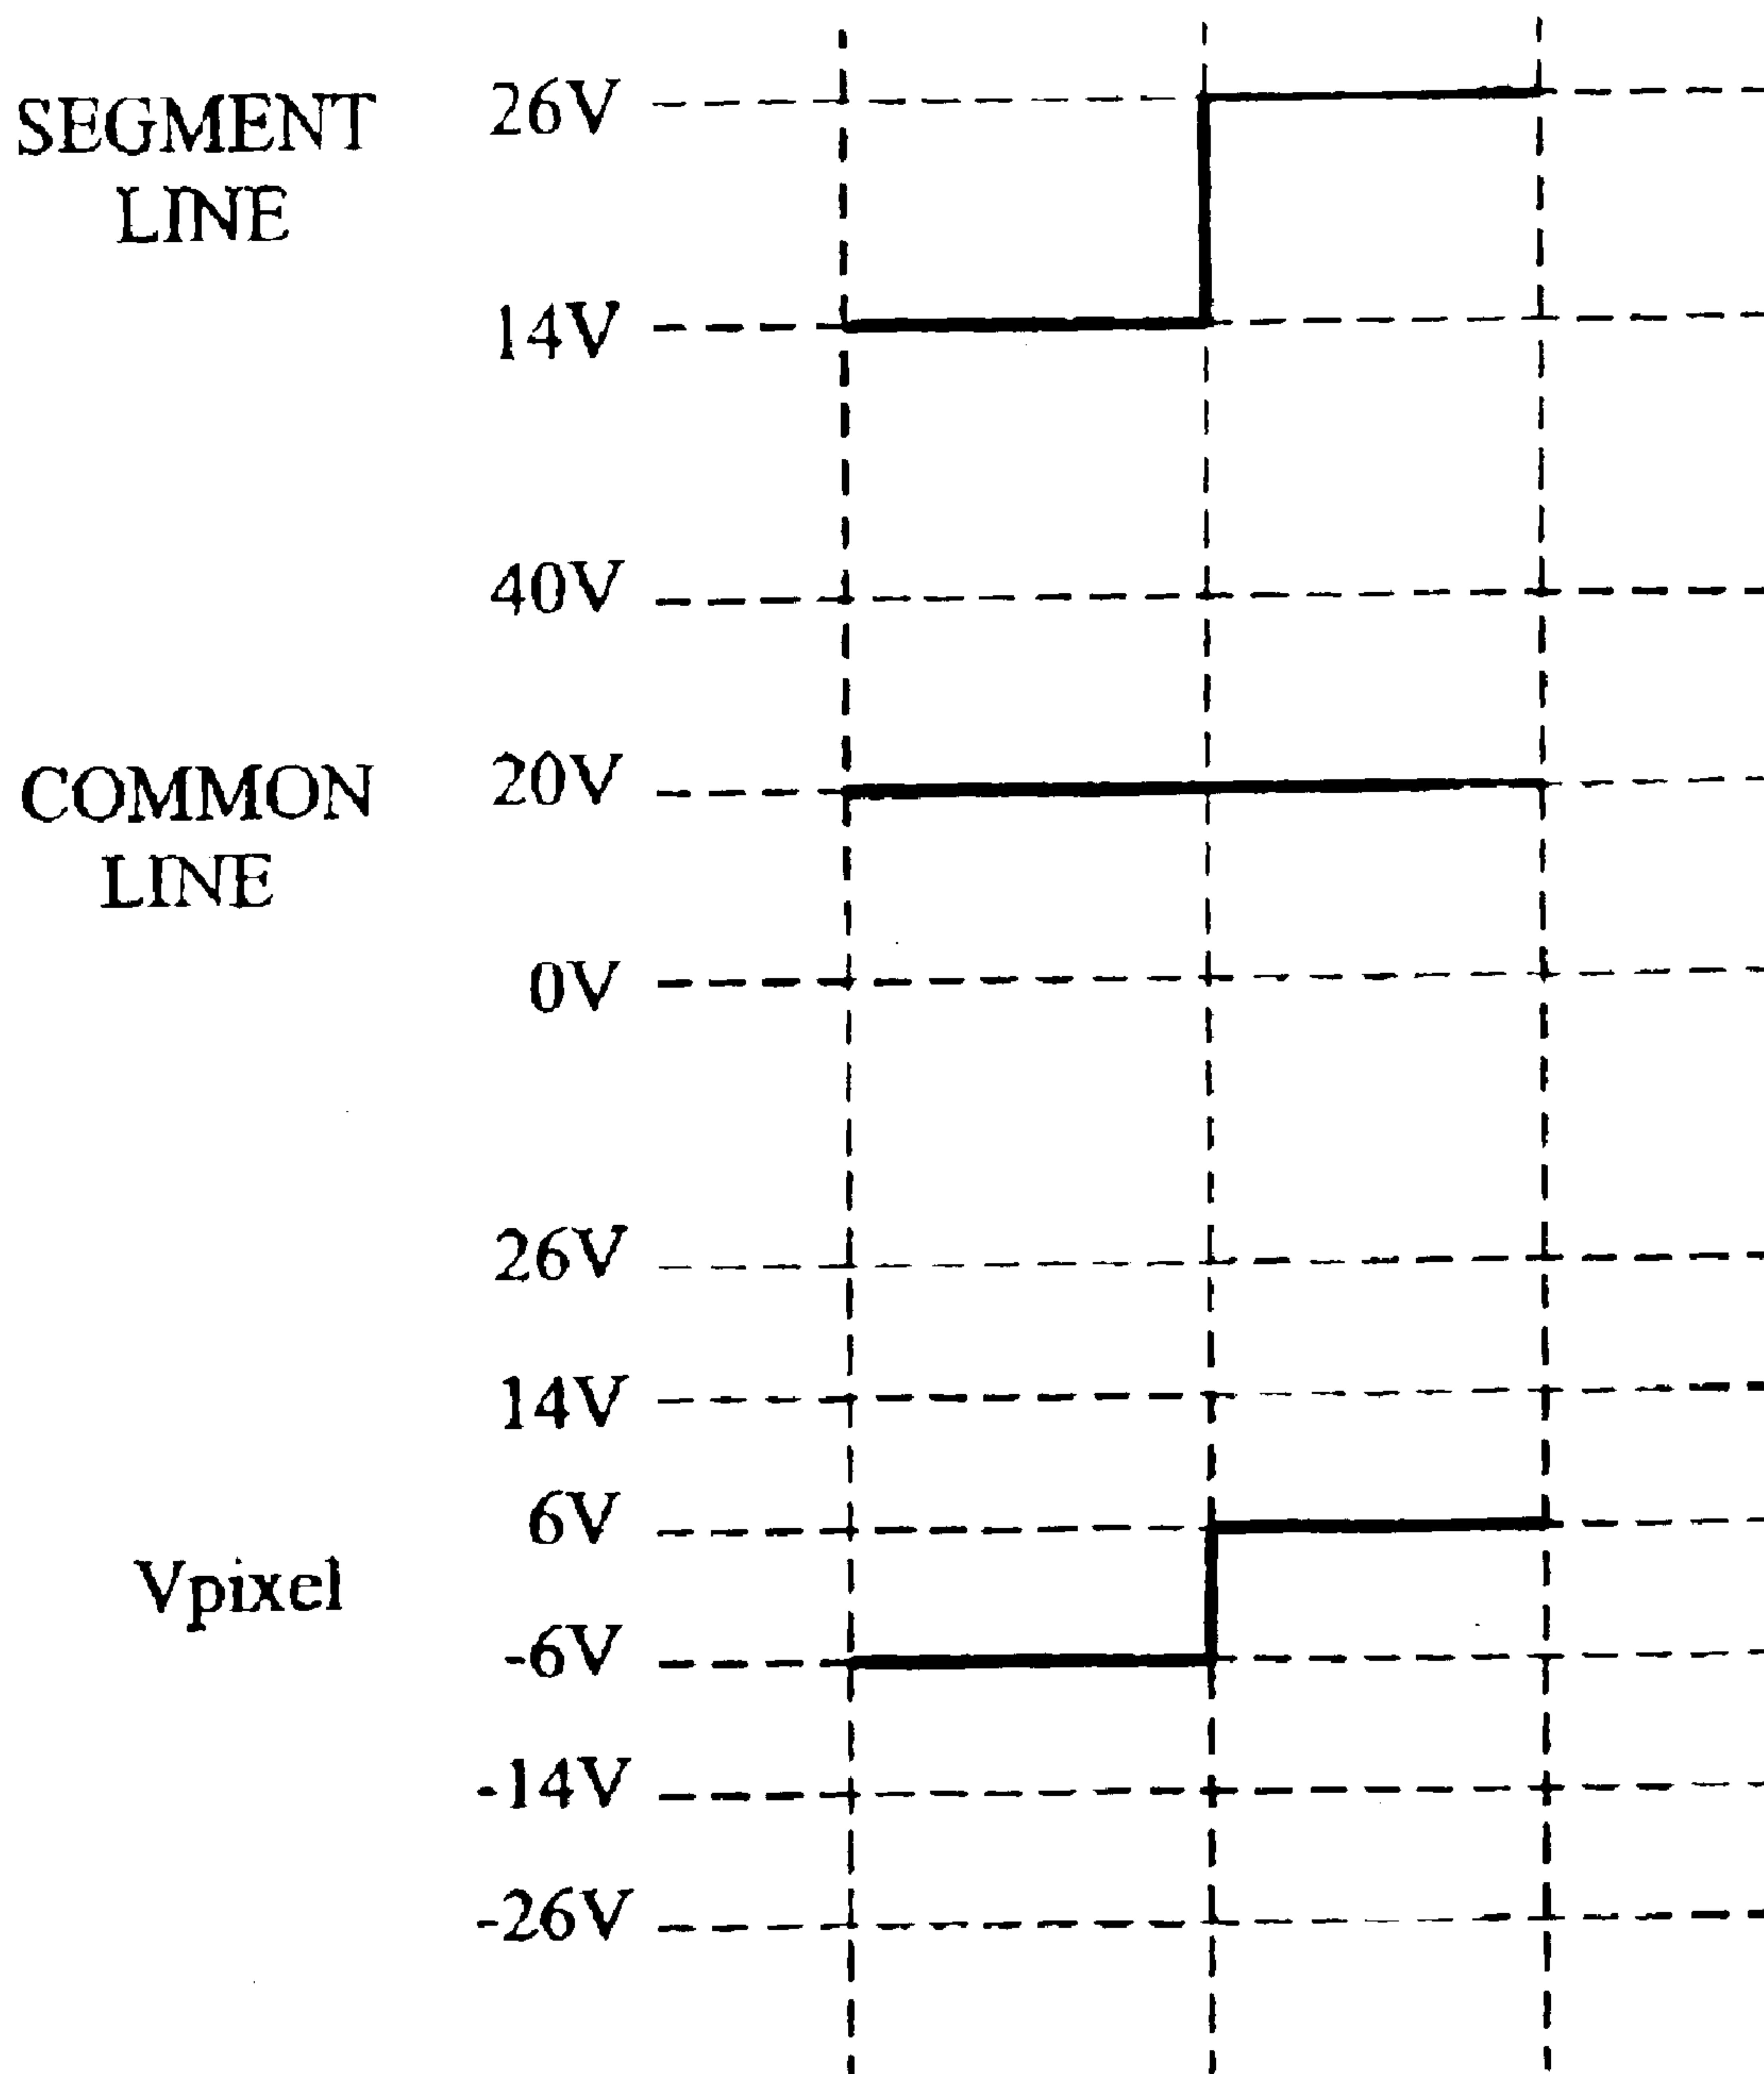 SEGMENT
LINE
26V
14V
40V
COMMON
LINE
20V
0V
26V
14V
6V
Vpixel
-6V
-14V
-26V